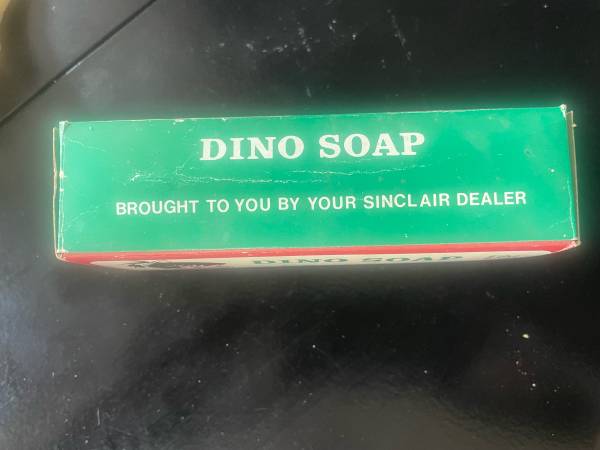 DINO SOAP
BROUGHT TO YOU BY YOUR SINCLAIR DEALER
DINO SOAP